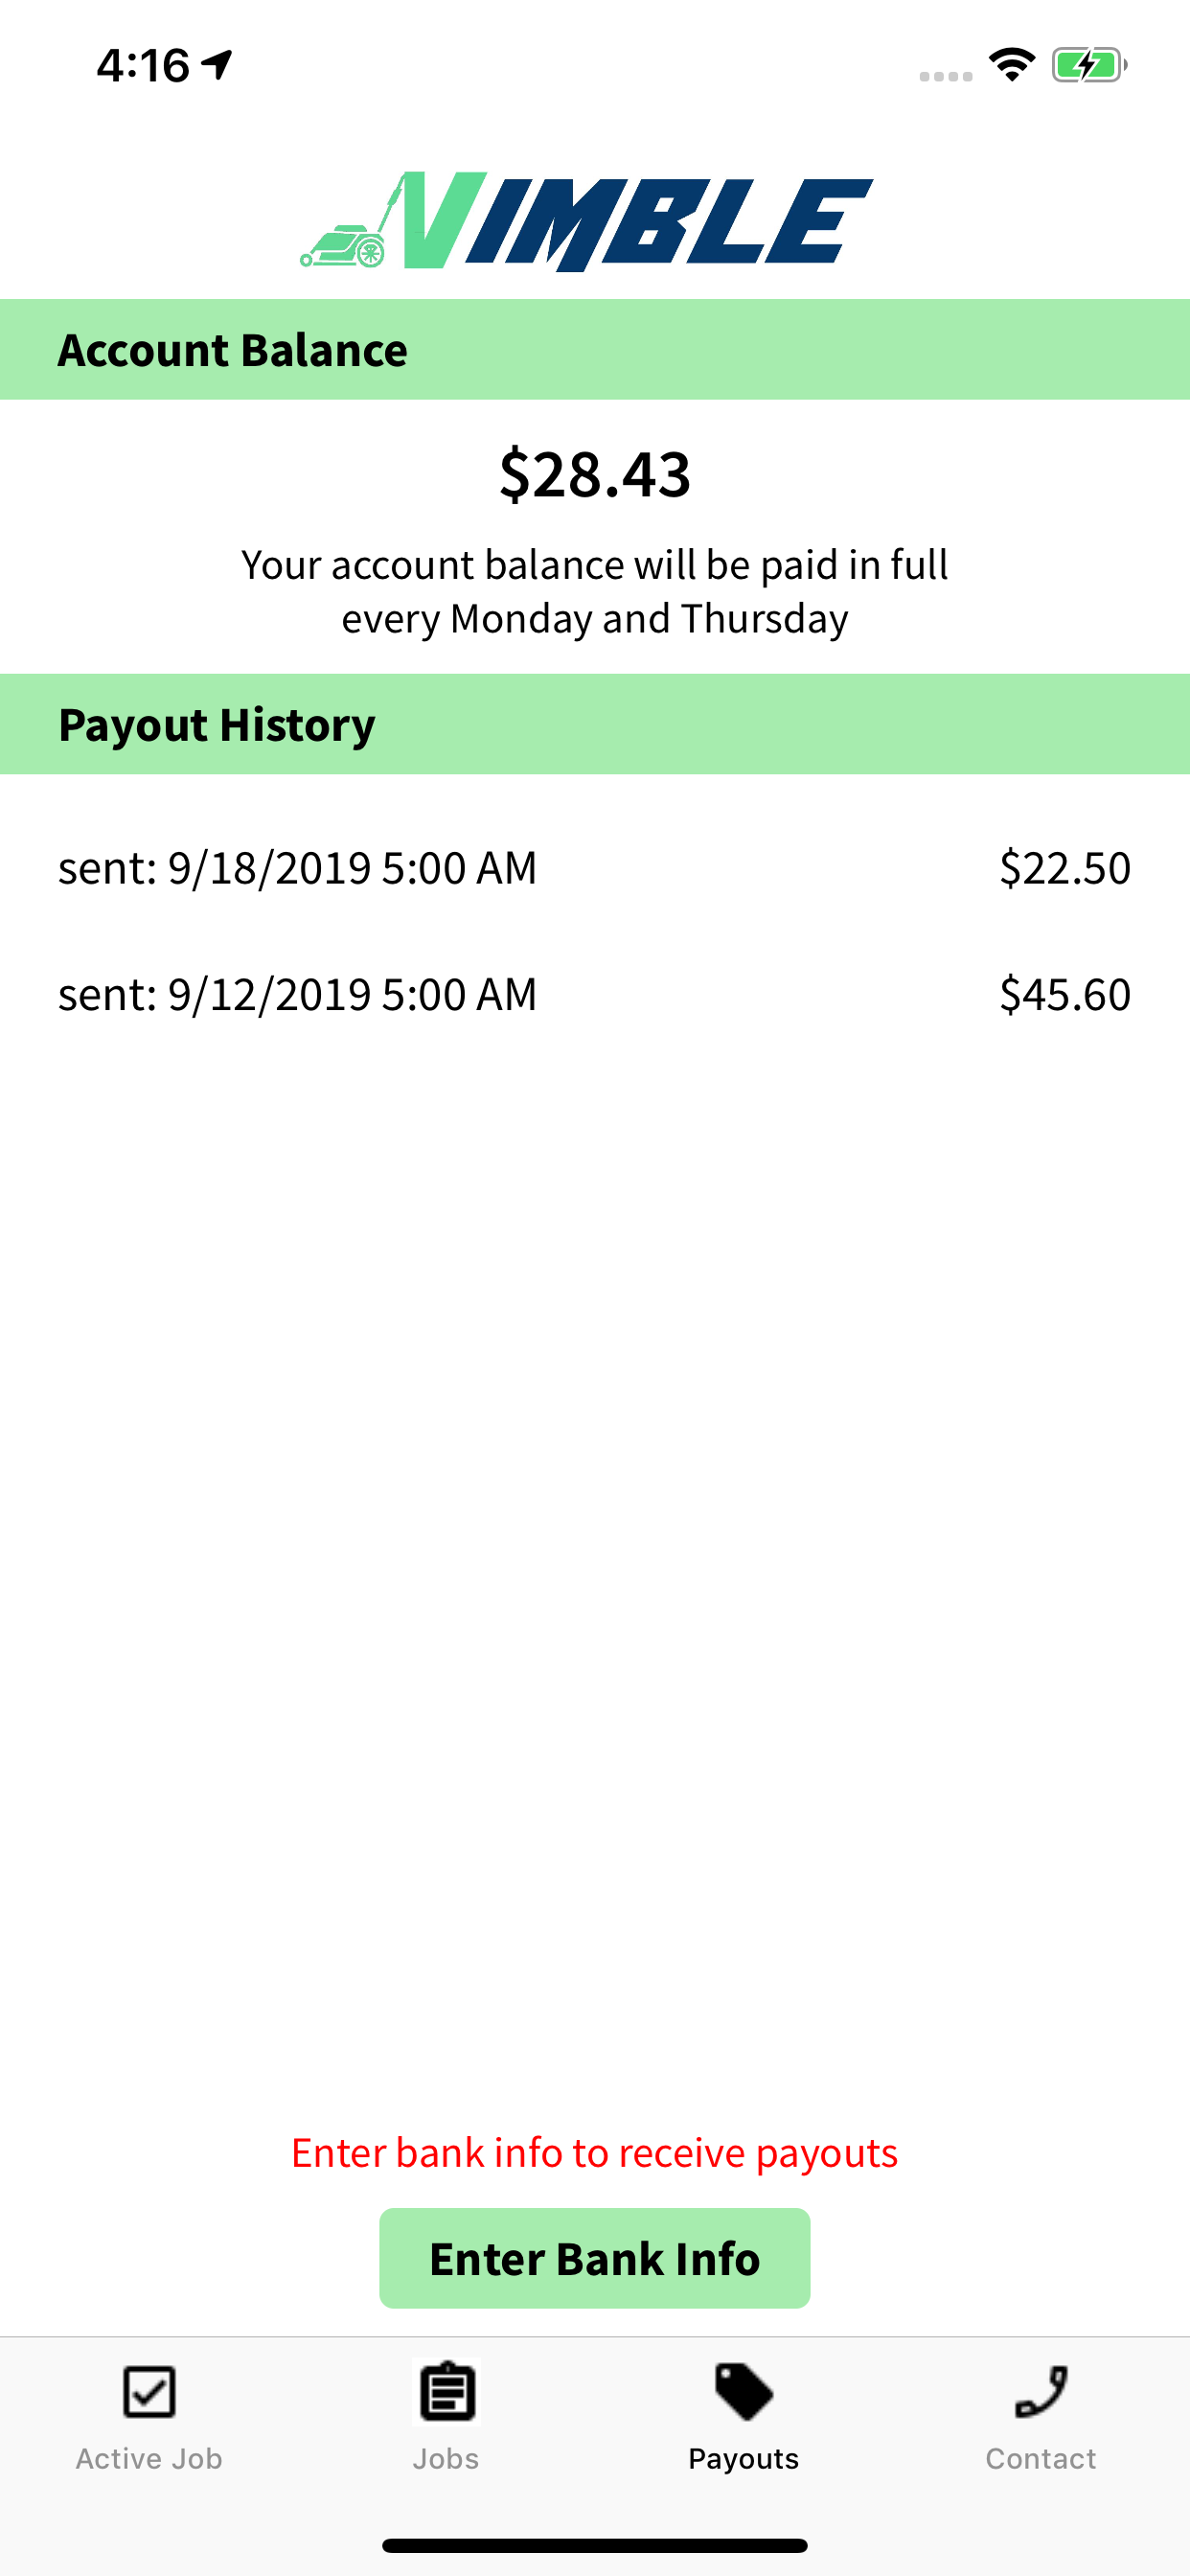 4:16
NIMBLE
Account Balance
$28.43
Your account balance will be paid in full
every Monday and Thursday
Payout History
sent: 9/18/2019 5:00 AM $22.50
sent: 9/12/2019 5:00 AM $45.60
Enter bank info to receive payouts
Enter Bank Info
Active Job Jobs Payouts Contact